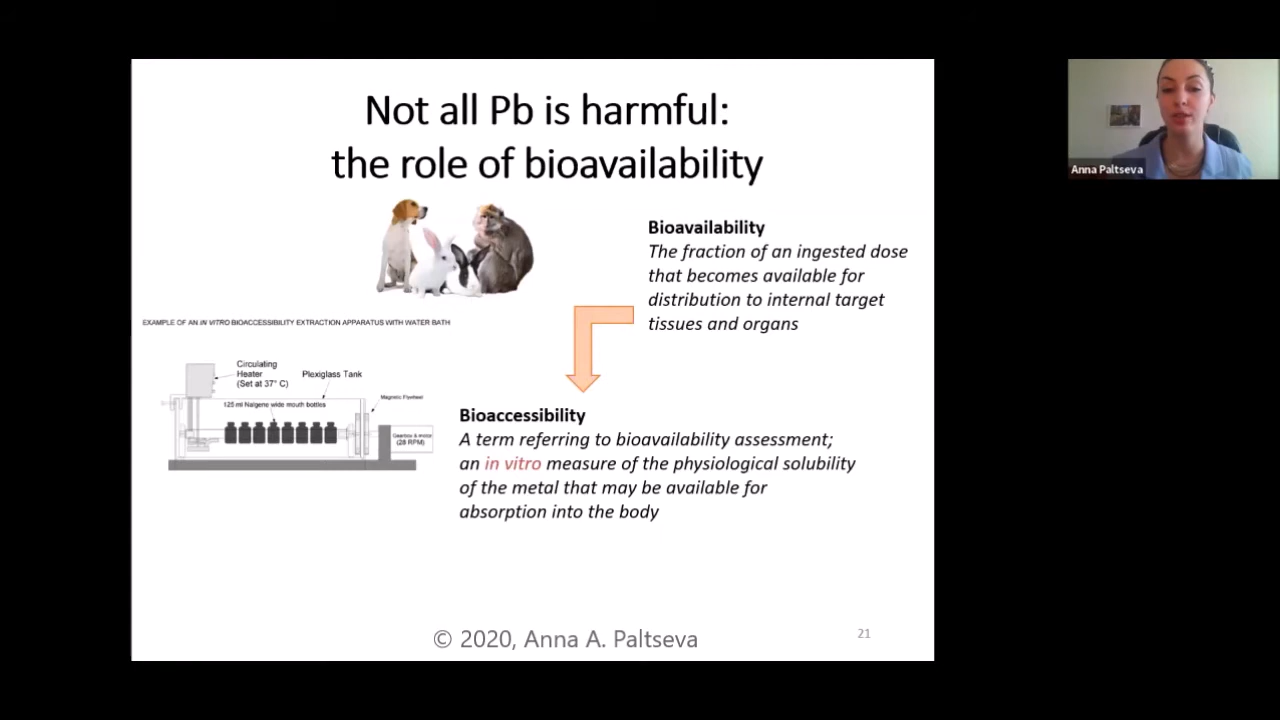 Not all Pb is harmful:
the role of bioavailability
Anna Paltseva
Bioavailability
The fraction of an ingested dose
that becomes available for
distribution to internal target
tissues and organs
EXAMPLE OF AN IN VITRO BIOACCESSIBILITY EXTRACTION APPARATUS WITH WATER BATH
Circulating
Heater
(Set at 37° C)
Plexiglass Tank
Magnetic Flywheel
125 ml Nalgene wide mouth bottles
Gearbox & motor
(28 RPM)
Bioaccessibility
A term referring to bioavailability assessment;
an in vitro measure of the physiological solubility
of the metal that may be available for
absorption into the body
© 2020, Anna A. Paltseva
21